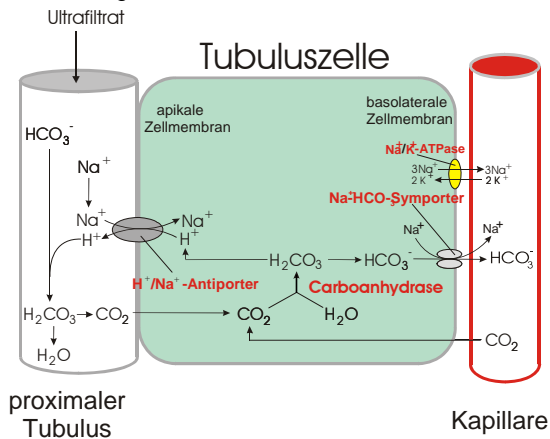 Ultrafiltrat
Tubuluszelle
apikale
Zellmembran
basolaterale
Zellmembran
HCO₃⁻
Na⁺
Na⁺
H⁺
Na⁺
H⁺
H⁺/Na⁺-Antiporter
H₂CO₃
CO₂
H₂O
CO₂
H₂O
H₂CO₃
HCO₃⁻
Carboanhydrase
Na⁺/K⁺-ATPase
3Na⁺
2K⁺
3Na⁺
2K⁺
Na⁺-HCO₃-Symporter
Na⁺
Na⁺
HCO₃⁻
CO₂
proximaler
Tubulus
Kapillare